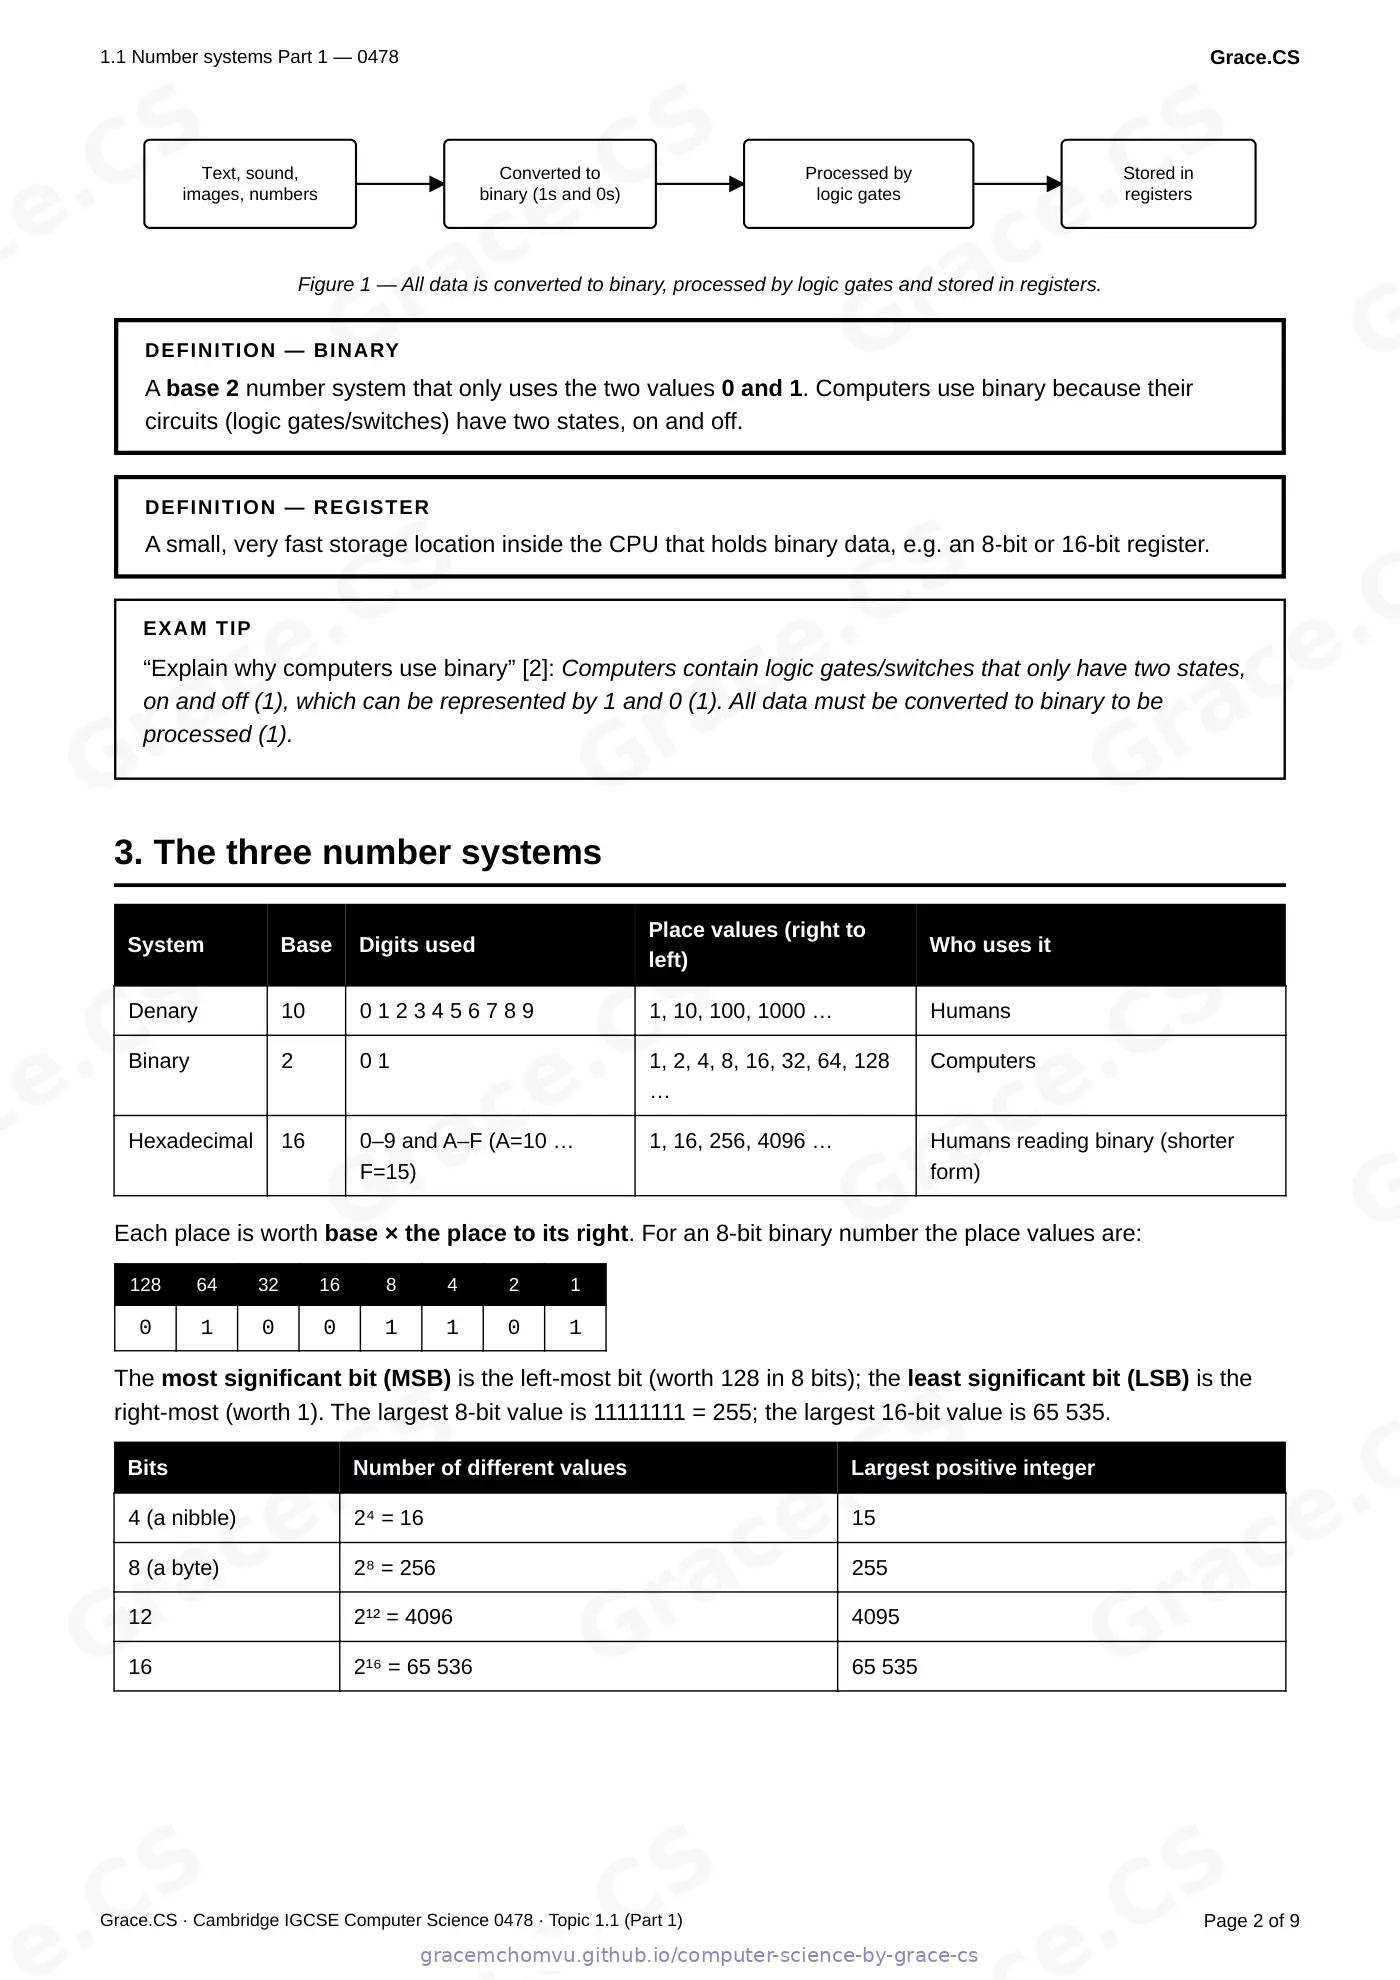 1.1 Number systems Part 1 — 0478
Grace.CS
Text, sound,
images, numbers
Converted to
binary (1s and 0s)
Processed by
logic gates
Stored in
registers
Figure 1 — All data is converted to binary, processed by logic gates and stored in registers.
DEFINITION — BINARY
A base 2 number system that only uses the two values 0 and 1. Computers use binary because their
circuits (logic gates/switches) have two states, on and off.
DEFINITION — REGISTER
A small, very fast storage location inside the CPU that holds binary data, e.g. an 8-bit or 16-bit register.
EXAM TIP
“Explain why computers use binary” [2]: Computers contain logic gates/switches that only have two states,
on and off (1), which can be represented by 1 and 0 (1). All data must be converted to binary to be
processed (1).
3. The three number systems
System Base Digits used Place values (right to
left) Who uses it
Denary 10 0 1 2 3 4 5 6 7 8 9 1, 10, 100, 1000 … Humans
Binary 2 0 1 1, 2, 4, 8, 16, 32, 64, 128
… Computers
Hexadecimal 16 0–9 and A–F (A=10 …
F=15) 1, 16, 256, 4096 … Humans reading binary (shorter
form)
Each place is worth base × the place to its right. For an 8-bit binary number the place values are:
128 64 32 16 8 4 2 1
0 1 0 0 1 1 0 1
The most significant bit (MSB) is the left-most bit (worth 128 in 8 bits); the least significant bit (LSB) is the
right-most (worth 1). The largest 8-bit value is 11111111 = 255; the largest 16-bit value is 65 535.
Bits Number of different values Largest positive integer
4 (a nibble) 2⁴ = 16 15
8 (a byte) 2⁸ = 256 255
12 2¹² = 4096 4095
16 2¹⁶ = 65 536 65 535
Grace.CS · Cambridge IGCSE Computer Science 0478 · Topic 1.1 (Part 1)
Page 2 of 9
gracemchomvu.github.io/computer-science-by-grace-cs